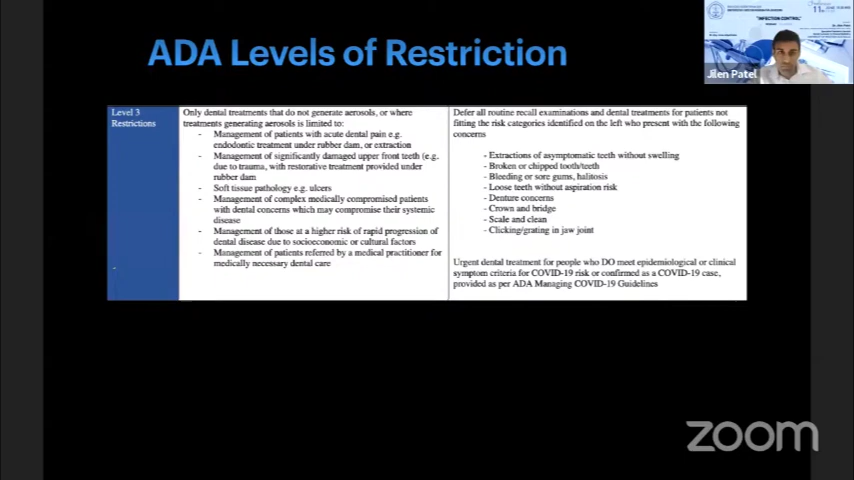 ADA Levels of Restriction
"INFECTION CONTROL"
Jilen Patel
Level 3
Restrictions
Only dental treatments that do not generate aerosols, or where
treatments generating aerosols is limited to:
- Management of patients with acute dental pain e.g.
endodontic treatment under rubber dam, or extraction
- Management of significantly damaged upper front teeth (e.g.
due to trauma, with restorative treatment provided under
rubber dam
- Soft tissue pathology e.g. ulcers
- Management of complex medically compromised patients
with dental concerns which may compromise their systemic
disease
- Management of those at a higher risk of rapid progression of
dental disease due to socioeconomic or cultural factors
- Management of patients referred by a medical practitioner for
medically necessary dental care
Defer all routine recall examinations and dental treatments for patients not
fitting the risk categories identified on the left who present with the following
concerns
- Extractions of asymptomatic teeth without swelling
- Broken or chipped tooth/teeth
- Bleeding or sore gums, halitosis
- Loose teeth without aspiration risk
- Denture concerns
- Crown and bridge
- Scale and clean
- Clicking/grating in jaw joint
Urgent dental treatment for people who DO meet epidemiological or clinical
symptom criteria for COVID-19 risk or confirmed as a COVID-19 case,
provided as per ADA Managing COVID-19 Guidelines
zoom